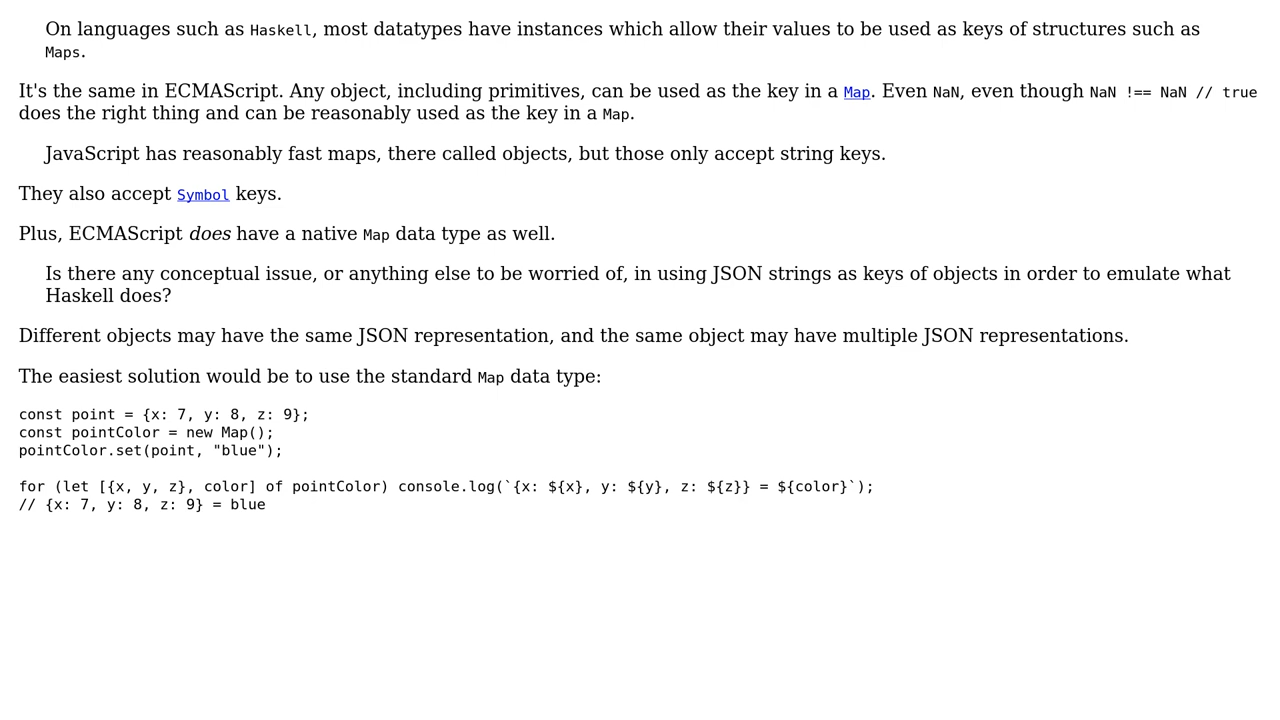 On languages such as Haskell, most datatypes have instances which allow their values to be used as keys of structures such as
Maps.
It's the same in ECMAScript. Any object, including primitives, can be used as the key in a Map. Even NaN, even though NaN !== NaN // true
does the right thing and can be reasonably used as the key in a Map.
JavaScript has reasonably fast maps, there called objects, but those only accept string keys.
They also accept Symbol keys.
Plus, ECMAScript does have a native Map data type as well.
Is there any conceptual issue, or anything else to be worried of, in using JSON strings as keys of objects in order to emulate what
Haskell does?
Different objects may have the same JSON representation, and the same object may have multiple JSON representations.
The easiest solution would be to use the standard Map data type:
const point = {x: 7, y: 8, z: 9};
const pointColor = new Map();
pointColor.set(point, "blue");
for (let [{x, y, z}, color] of pointColor) console.log(`{x: ${x}, y: ${y}, z: ${z}} = ${color}`);
// {x: 7, y: 8, z: 9} = blue